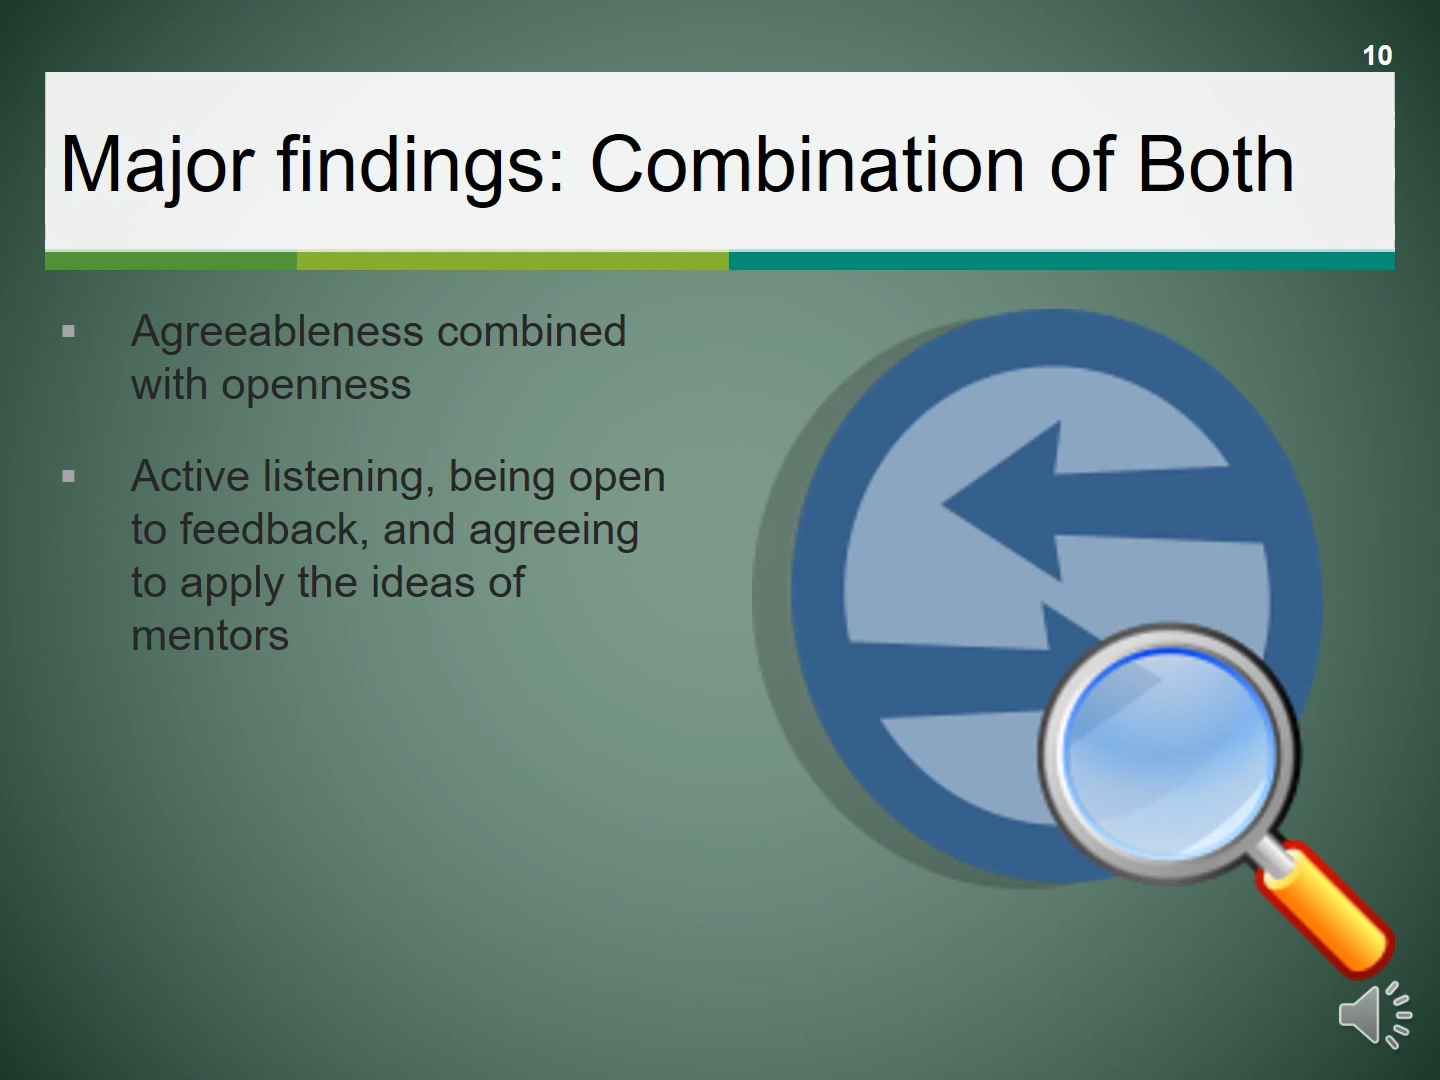 10
Major findings: Combination of Both
▪ Agreeableness combined
with openness
▪ Active listening, being open
to feedback, and agreeing
to apply the ideas of
mentors